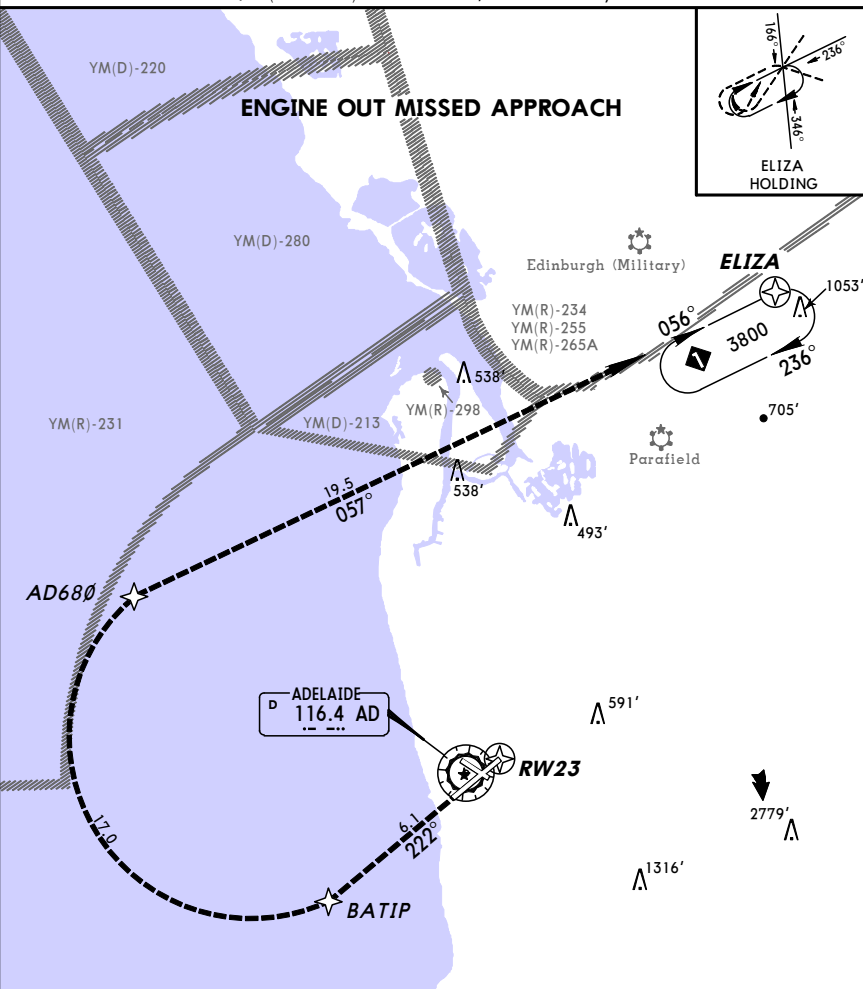 YM(D)-220
ENGINE OUT MISSED APPROACH
166°
236°
346°
ELIZA
HOLDING
YM(D)-280
Edinburgh (Military)
ELIZA
1053'
YM(R)-234
YM(R)-255
YM(R)-265A
056°
3800
236°
538'
YM(R)-298
YM(R)-231
YM(D)-213
705'
Parafield
19.5
057°
538'
493'
AD680
ADELAIDE
D 116.4 AD
591'
RW23
2779'
17.0
6.1
222°
1316'
BATIP